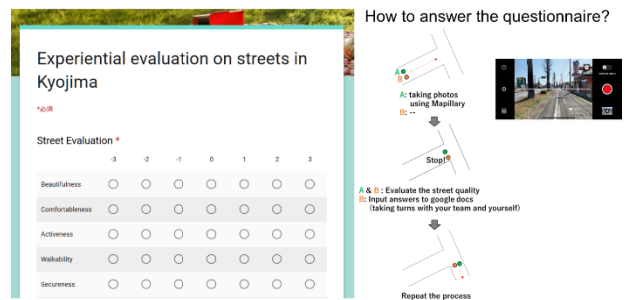 Experiential evaluation on streets in
Kyojima
*必須
Street Evaluation *
-3 -2 -1 0 1 2 3
Beautifulness
Comfortableness
Activeness
Walkability
Secureness
How to answer the questionnaire?
A
B
A: taking photos
using Mapillary
B: --
Stop!
A & B : Evaluate the street quality
B: Input answers to google docs
(taking turns with your team and yourself)
Repeat the process